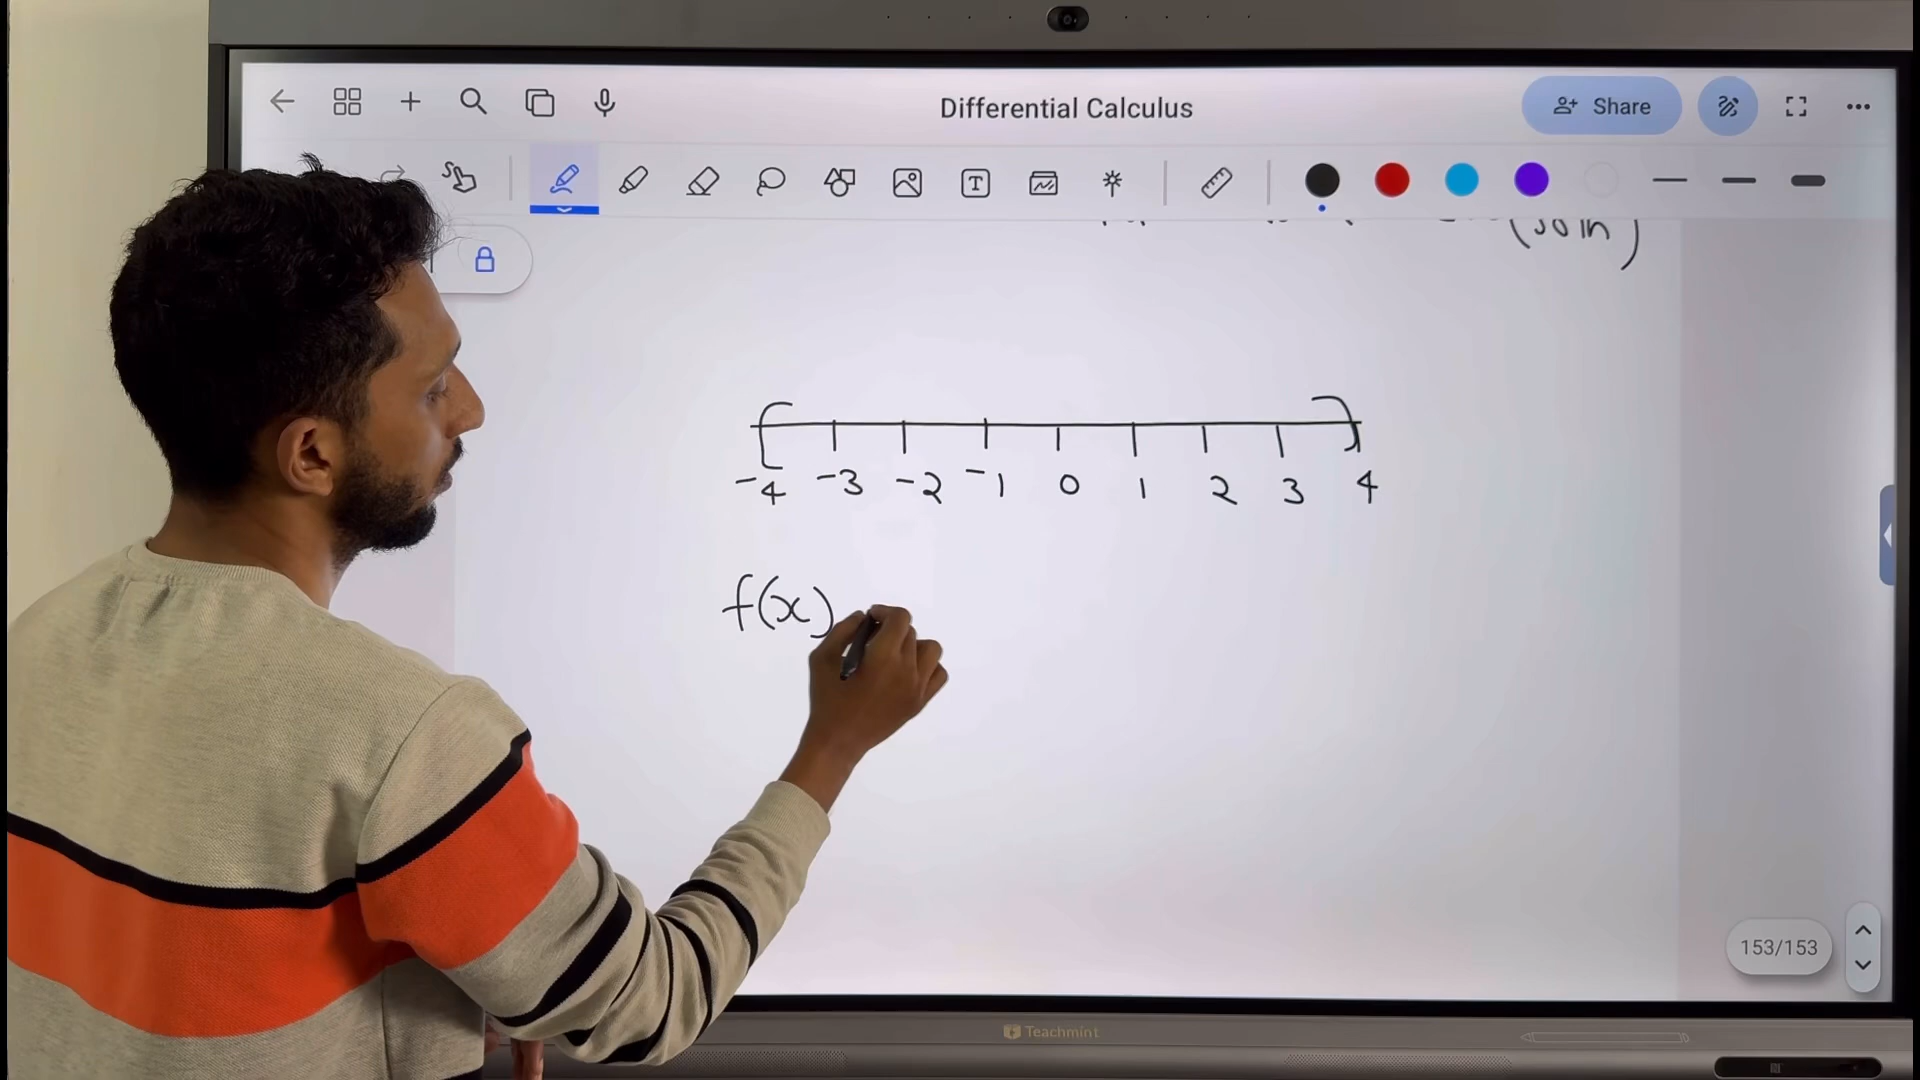 Differential Calculus
Share
(join)
-4 -3 -2 -1 0 1 2 3 4
f(x)
153/153
Teachmint